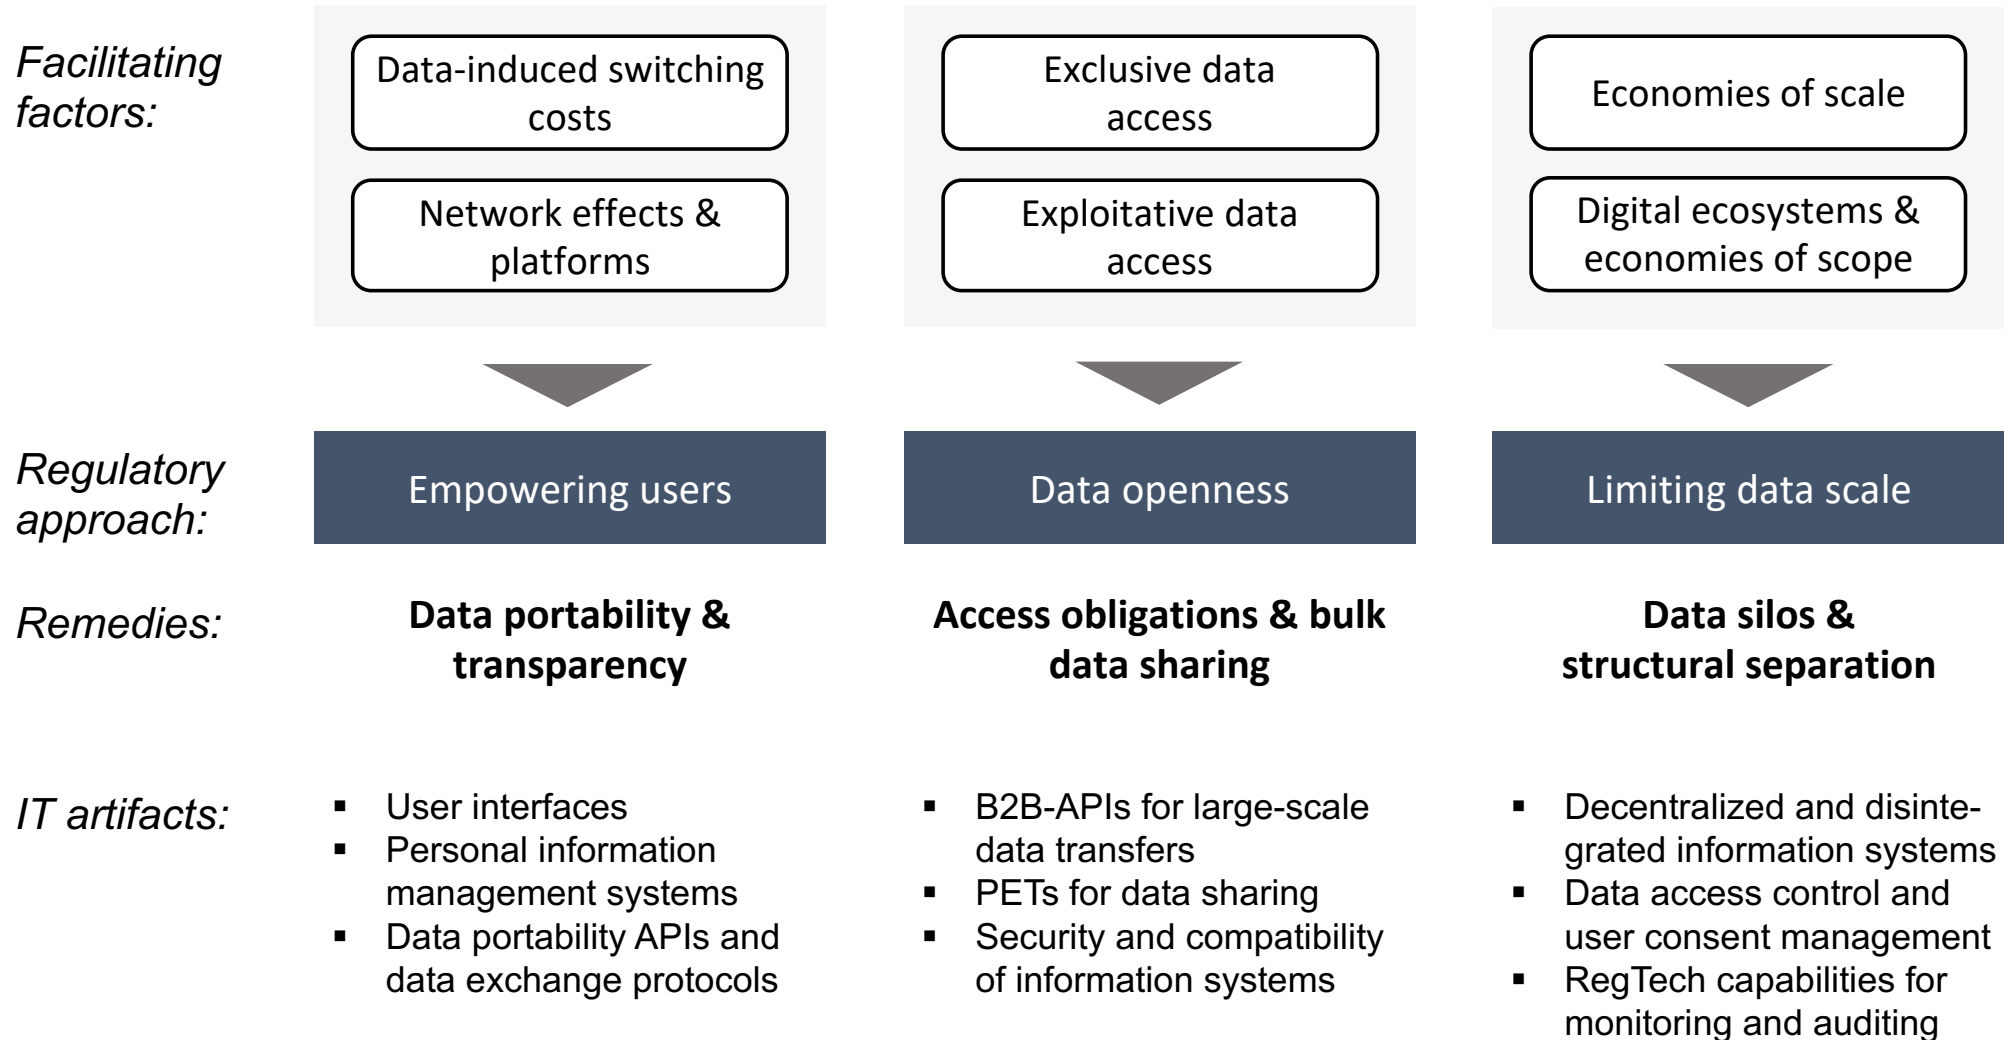 Facilitating
factors:
Data-induced switching
costs
Network effects &
platforms
Exclusive data
access
Exploitative data
access
Economies of scale
Digital ecosystems &
economies of scope
Regulatory
approach:
Empowering users
Data openness
Limiting data scale
Remedies:
Data portability &
transparency
Access obligations & bulk
data sharing
Data silos &
structural separation
IT artifacts:
▪ User interfaces
▪ Personal information
management systems
▪ Data portability APIs and
data exchange protocols
▪ B2B-APIs for large-scale
data transfers
▪ PETs for data sharing
▪ Security and compatibility
of information systems
▪ Decentralized and disinte-
grated information systems
▪ Data access control and
user consent management
▪ RegTech capabilities for
monitoring and auditing